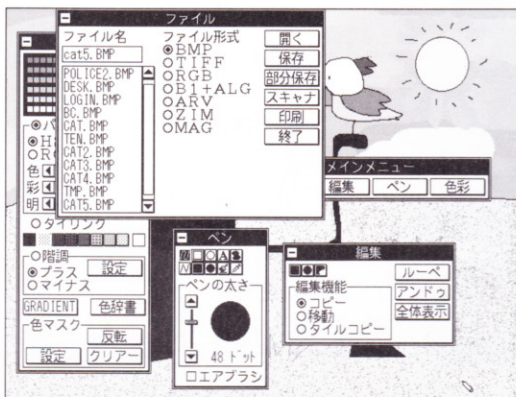 ファイル
ファイル名
cat5.BMP
POLICE2.BMP
DESK.BMP
LOGIN.BMP
BC.BMP
CAT.BMP
TEN.BMP
CAT2.BMP
CAT3.BMP
CAT4.BMP
TMP.BMP
CAT5.BMP
ファイル形式
BMP
TIFF
RGB
B1+ALG
ARV
ZIM
MAG
開く
保存
部分保存
スキャナ
印刷
終了
メインメニュー
編集
ペン
色彩
色
彩
明
タイリング
階調
プラス
マイナス
設定
GRADIENT
色辞書
色マスク
反転
設定
クリアー
ペン
A
ペンの太さ
48 ドット
エアブラシ
編集
編集機能
コピー
移動
タイルコピー
ルーペ
アンドゥ
全体表示